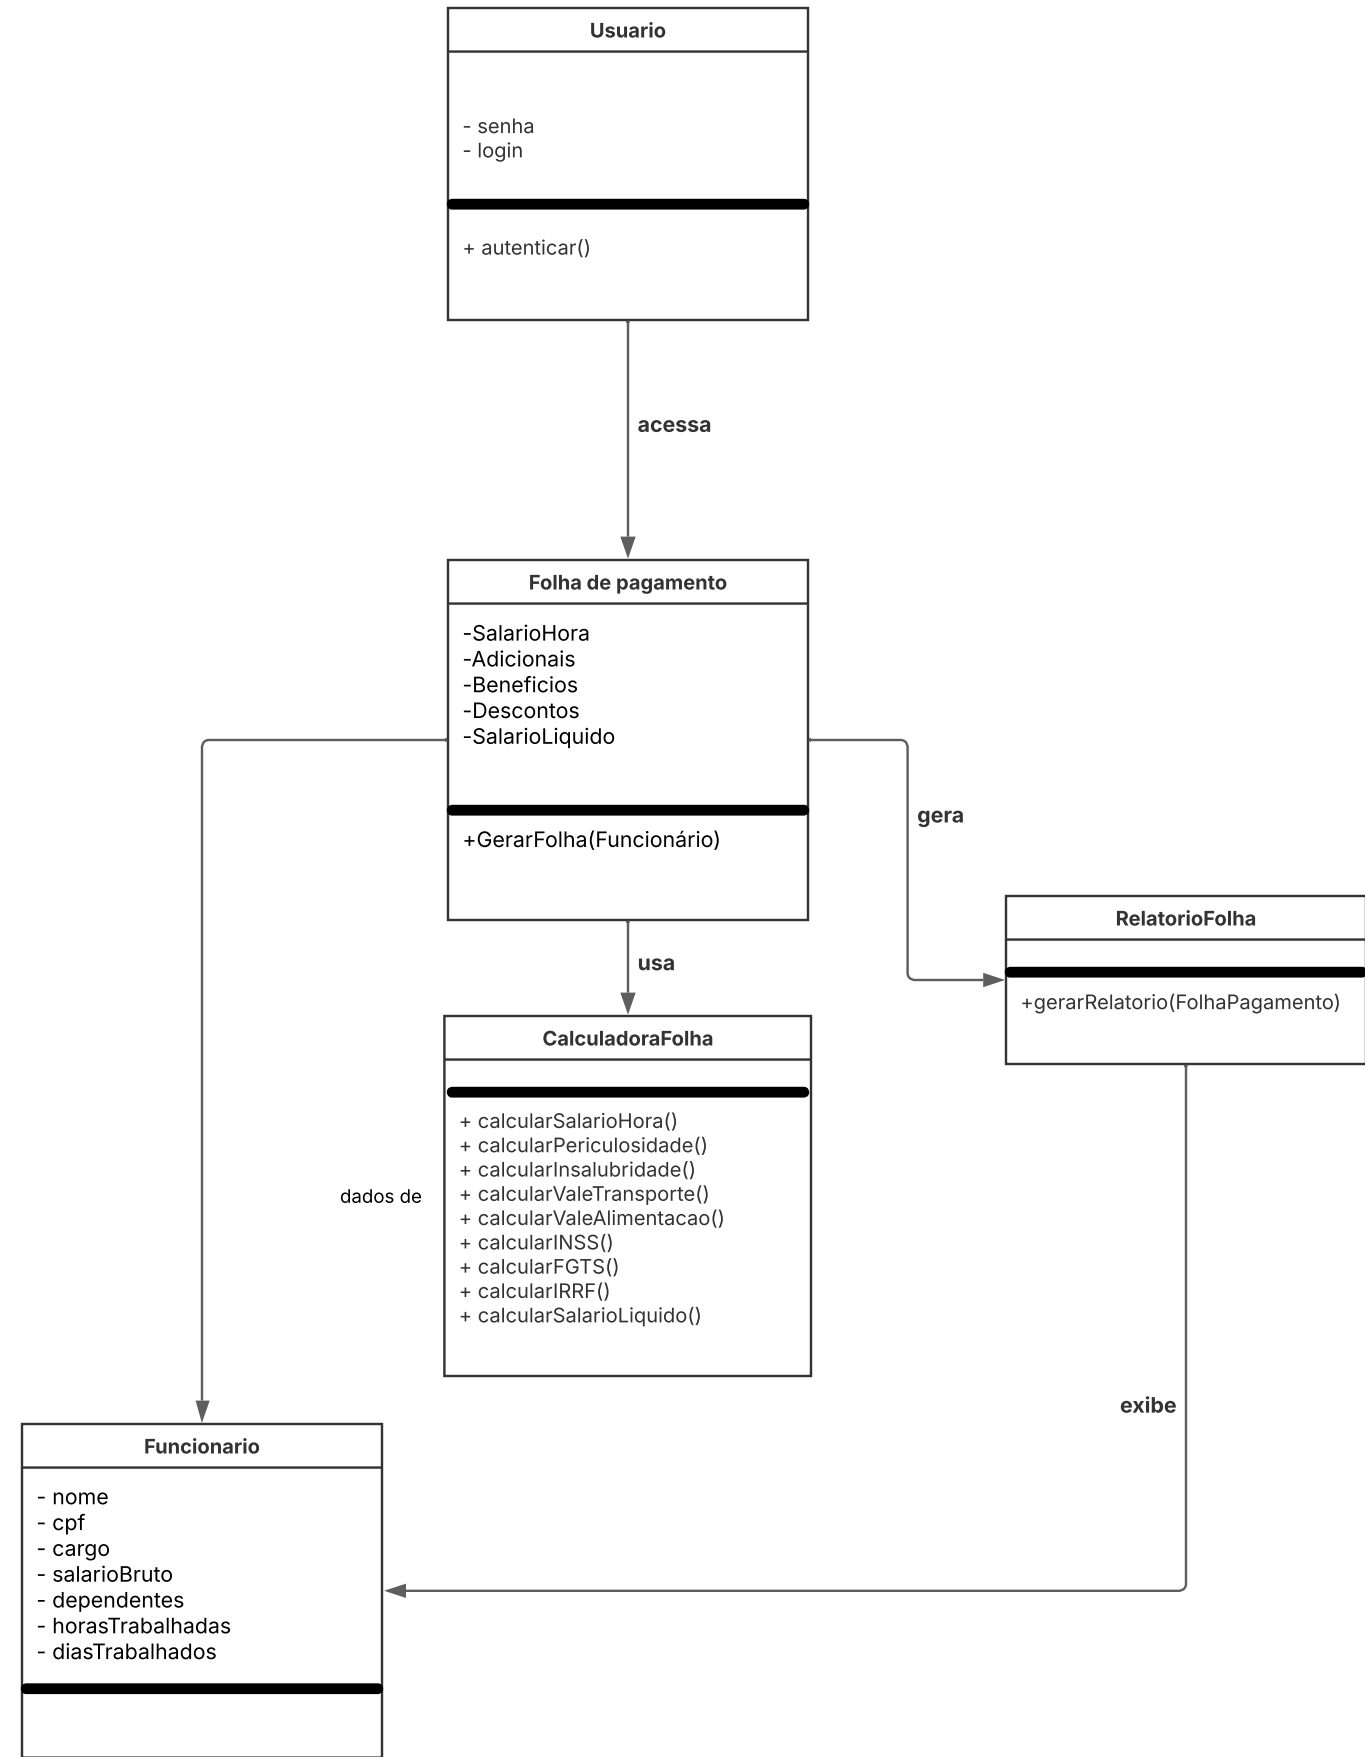 Usuario
- senha
- login
+ autenticar()
acessa
Folha de pagamento
-SalarioHora
-Adicionais
-Beneficios
-Descontos
-SalarioLiquido
+GerarFolha(Funcionário)
gera
usa
RelatorioFolha
+gerarRelatorio(FolhaPagamento)
CalculadoraFolha
+ calcularSalarioHora()
+ calcularPericulosidade()
+ calcularInsalubridade()
+ calcularValeTransporte()
+ calcularValeAlimentacao()
+ calcularINSS()
+ calcularFGTS()
+ calcularIRRF()
+ calcularSalarioLiquido()
dados de
exibe
Funcionario
- nome
- cpf
- cargo
- salarioBruto
- dependentes
- horasTrabalhadas
- diasTrabalhados